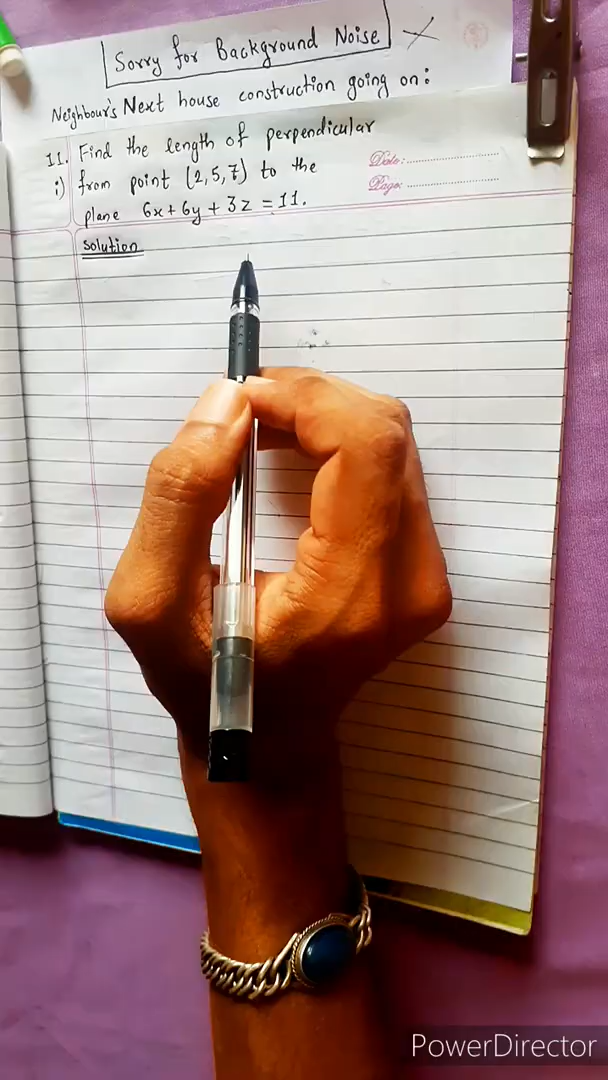 Sorry for Background Noise
Neighbour's Next house construction going on:
11. Find the length of perpendicular
i) from point (2,5,7) to the
plane 6x+6y+3z=11.
Solution
Date:
Page:
PowerDirector